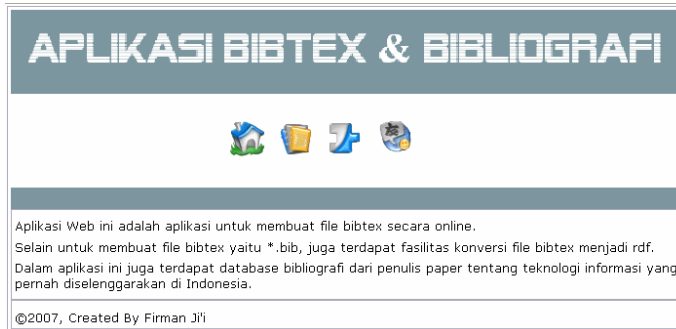 APLIKASI BIBTEX & BIBLIOGRAFI
友
Aplikasi Web ini adalah aplikasi untuk membuat file bibtex secara online.
Selain untuk membuat file bibtex yaitu *.bib, juga terdapat fasilitas konversi file bibtex menjadi rdf.
Dalam aplikasi ini juga terdapat database bibliografi dari penulis paper tentang teknologi informasi yang
pernah diselenggarakan di Indonesia.
©2007, Created By Firman Ji'i